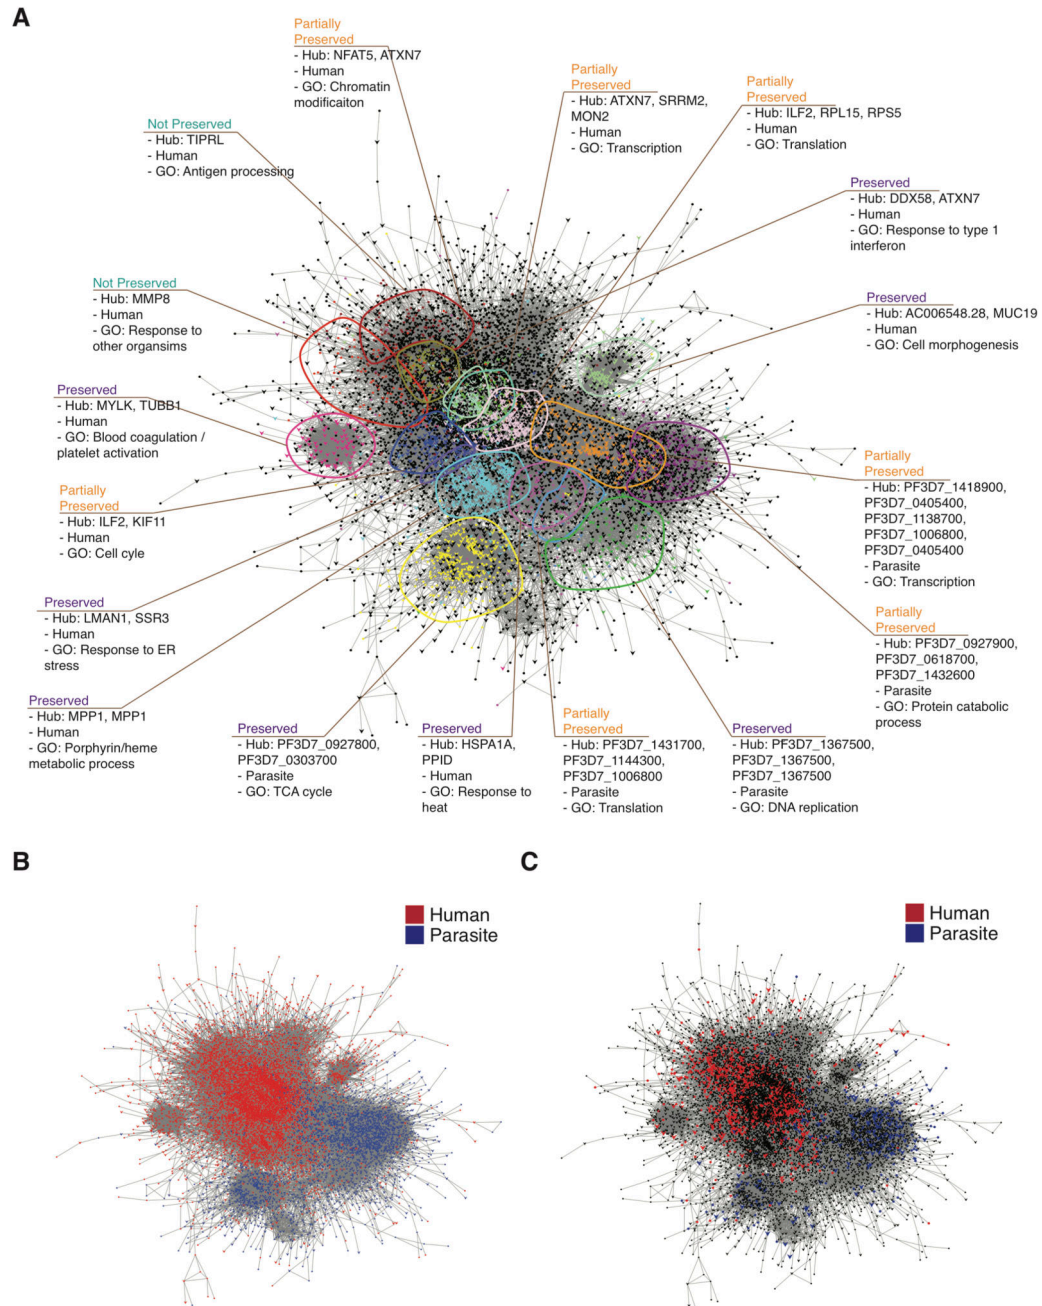 A
Partially
Preserved
- Hub: NFAT5, ATXN7
- Human
- GO: Chromatin
modificaiton
Partially
Preserved
- Hub: ATXN7, SRRM2,
MON2
- Human
- GO: Transcription
Partially
Preserved
- Hub: ILF2, RPL15, RPS5
- Human
- GO: Translation
Not Preserved
- Hub: TIPRL
- Human
- GO: Antigen processing
Preserved
- Hub: DDX58, ATXN7
- Human
- GO: Response to type 1
interferon
Not Preserved
- Hub: MMP8
- Human
- GO: Response to
other organsims
Preserved
- Hub: AC006548.28, MUC19
- Human
- GO: Cell morphogenesis
Preserved
- Hub: MYLK, TUBB1
- Human
- GO: Blood coagulation /
platelet activation
Partially
Preserved
- Hub: PF3D7_1418900,
PF3D7_0405400,
PF3D7_1138700,
PF3D7_1006800,
PF3D7_0405400
- Parasite
- GO: Transcription
Partially
Preserved
- Hub: ILF2, KIF11
- Human
- GO: Cell cyle
Preserved
- Hub: LMAN1, SSR3
- Human
- GO: Response to ER
stress
Partially
Preserved
- Hub: PF3D7_0927900,
PF3D7_0618700,
PF3D7_1432600
- Parasite
- GO: Protein catabolic
process
Preserved
- Hub: MPP1, MPP1
- Human
- GO: Porphyrin/heme
metabolic process
Preserved
- Hub: PF3D7_0927800,
PF3D7_0303700
- Parasite
- GO: TCA cycle
Preserved
- Hub: HSPA1A,
PPID
- Human
- GO: Response to
heat
Partially
Preserved
- Hub: PF3D7_1431700,
PF3D7_1144300,
PF3D7_1006800
- Parasite
- GO: Translation
Preserved
- Hub: PF3D7_1367500,
PF3D7_1367500,
PF3D7_1367500
- Parasite
- GO: DNA replication
B
Human
Parasite
C
Human
Parasite